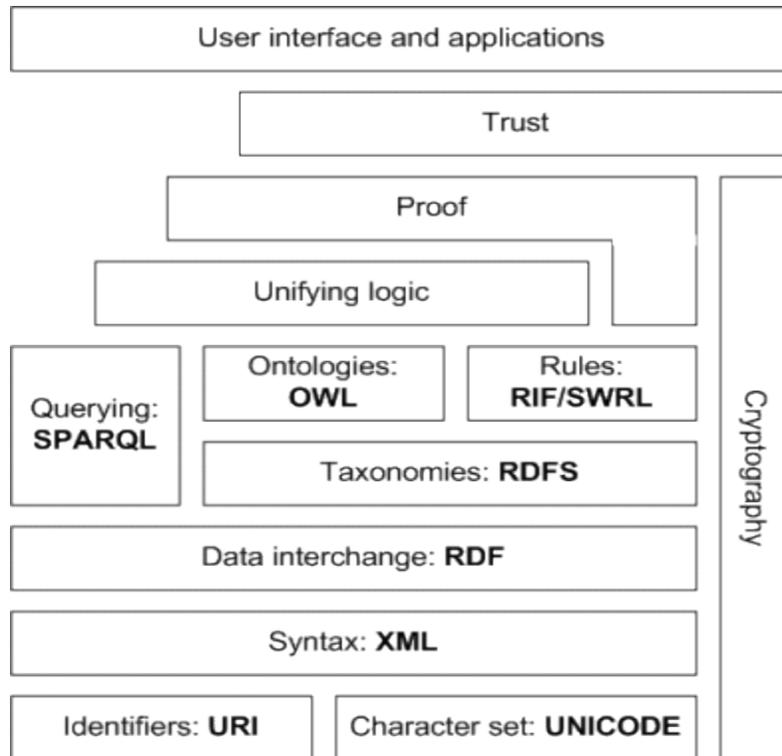 User interface and applications
Trust
Proof
Unifying logic
Querying:
SPARQL
Ontologies:
OWL
Rules:
RIF/SWRL
Taxonomies: RDFS
Cryptography
Data interchange: RDF
Syntax: XML
Identifiers: URI
Character set: UNICODE